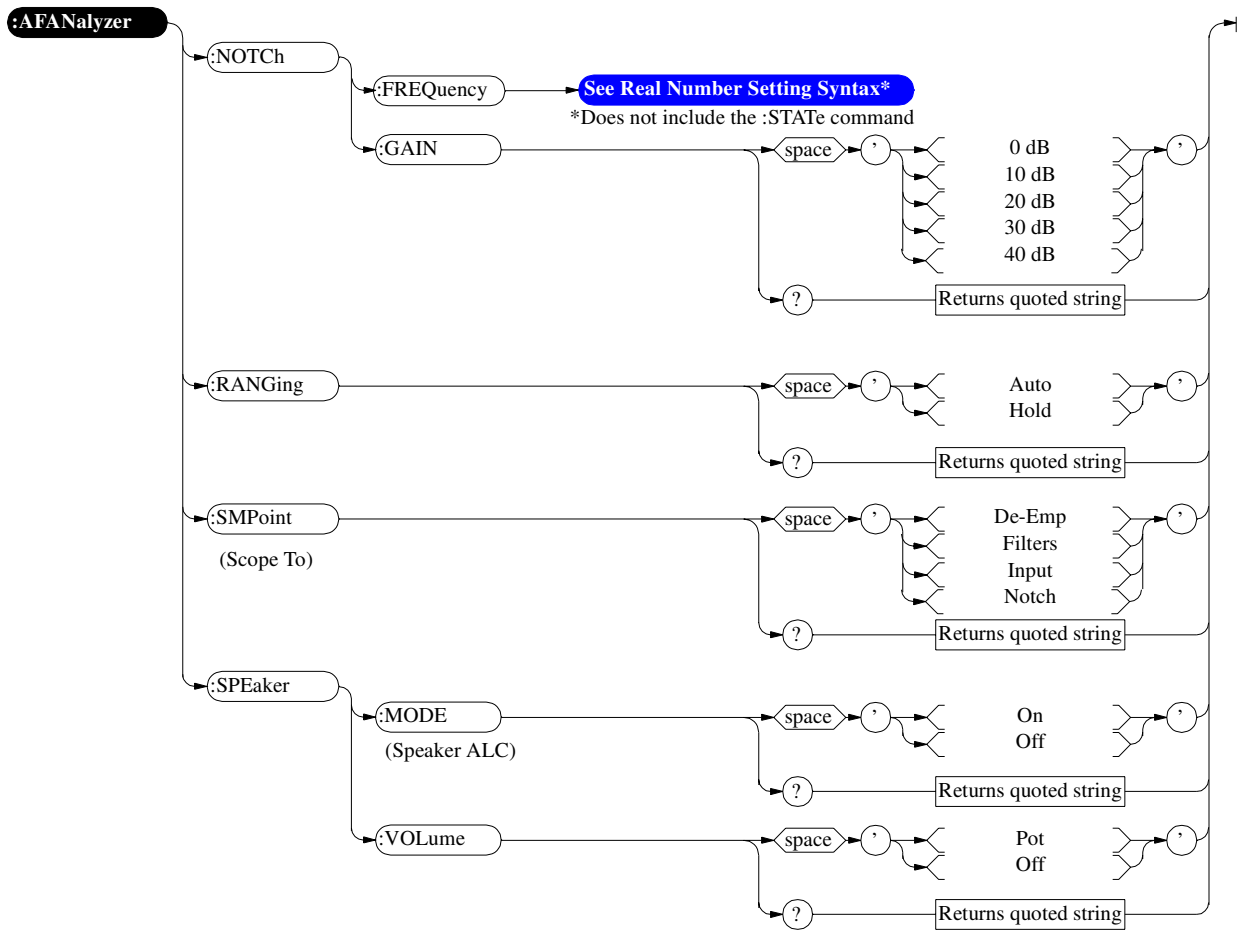 :AFANalyzer
:NOTCh
:FREQuency
See Real Number Setting Syntax*
*Does not include the :STATe command
:GAIN
space
'
0 dB
'
10 dB
20 dB
30 dB
40 dB
?
Returns quoted string
:RANGing
space
'
Auto
'
Hold
?
Returns quoted string
:SMPoint
(Scope To)
space
'
De-Emp
'
Filters
Input
Notch
?
Returns quoted string
:SPEaker
:MODE
(Speaker ALC)
space
'
On
'
Off
?
Returns quoted string
:VOLume
space
'
Pot
'
Off
?
Returns quoted string